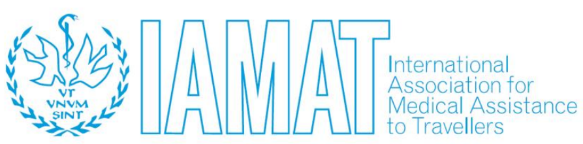 VT
VNVM
SINT
IAMAT
International
Association for
Medical Assistance
to Travellers